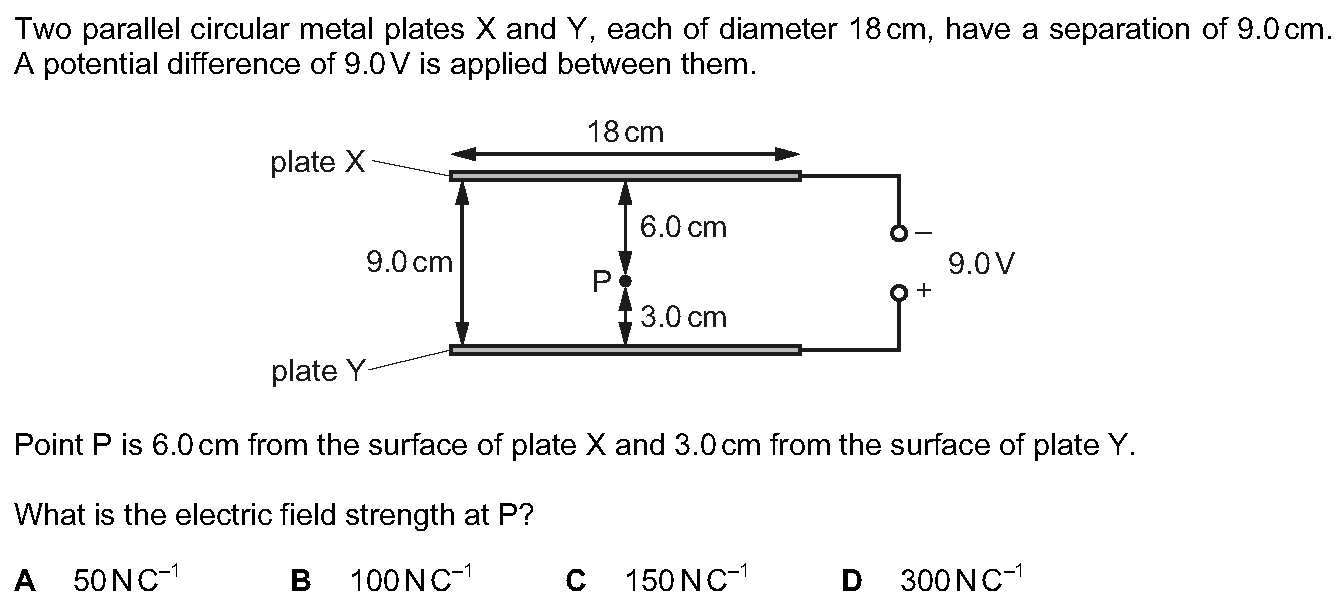 Two parallel circular metal plates X and Y, each of diameter 18 cm, have a separation of 9.0 cm.
A potential difference of 9.0 V is applied between them.
18 cm
plate X
6.0 cm
–
9.0 cm
9.0 V
P
+
3.0 cm
plate Y
Point P is 6.0 cm from the surface of plate X and 3.0 cm from the surface of plate Y.
What is the electric field strength at P?
A 50 N C⁻¹ B 100 N C⁻¹ C 150 N C⁻¹ D 300 N C⁻¹